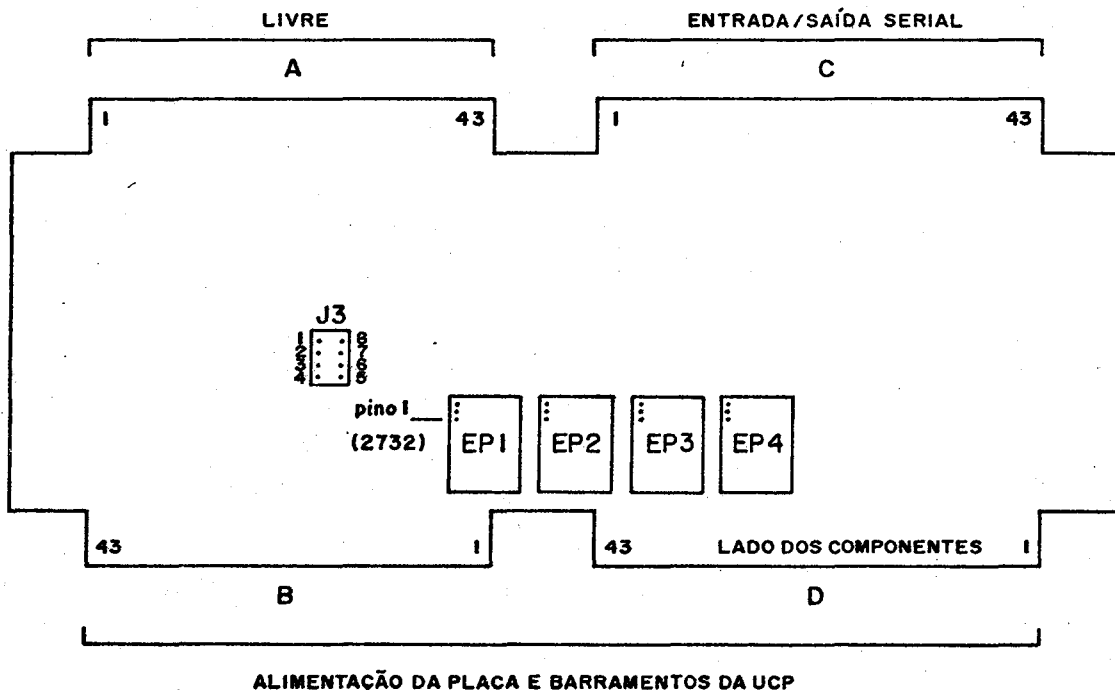 LIVRE
ENTRADA/SAÍDA SERIAL
A
C
1 43
1 43
J3
1 8
2 7
3 6
4 5
pino 1
(2732)
EP1
EP2
EP3
EP4
43 1
43 LADO DOS COMPONENTES 1
B
D
ALIMENTAÇÃO DA PLACA E BARRAMENTOS DA UCP